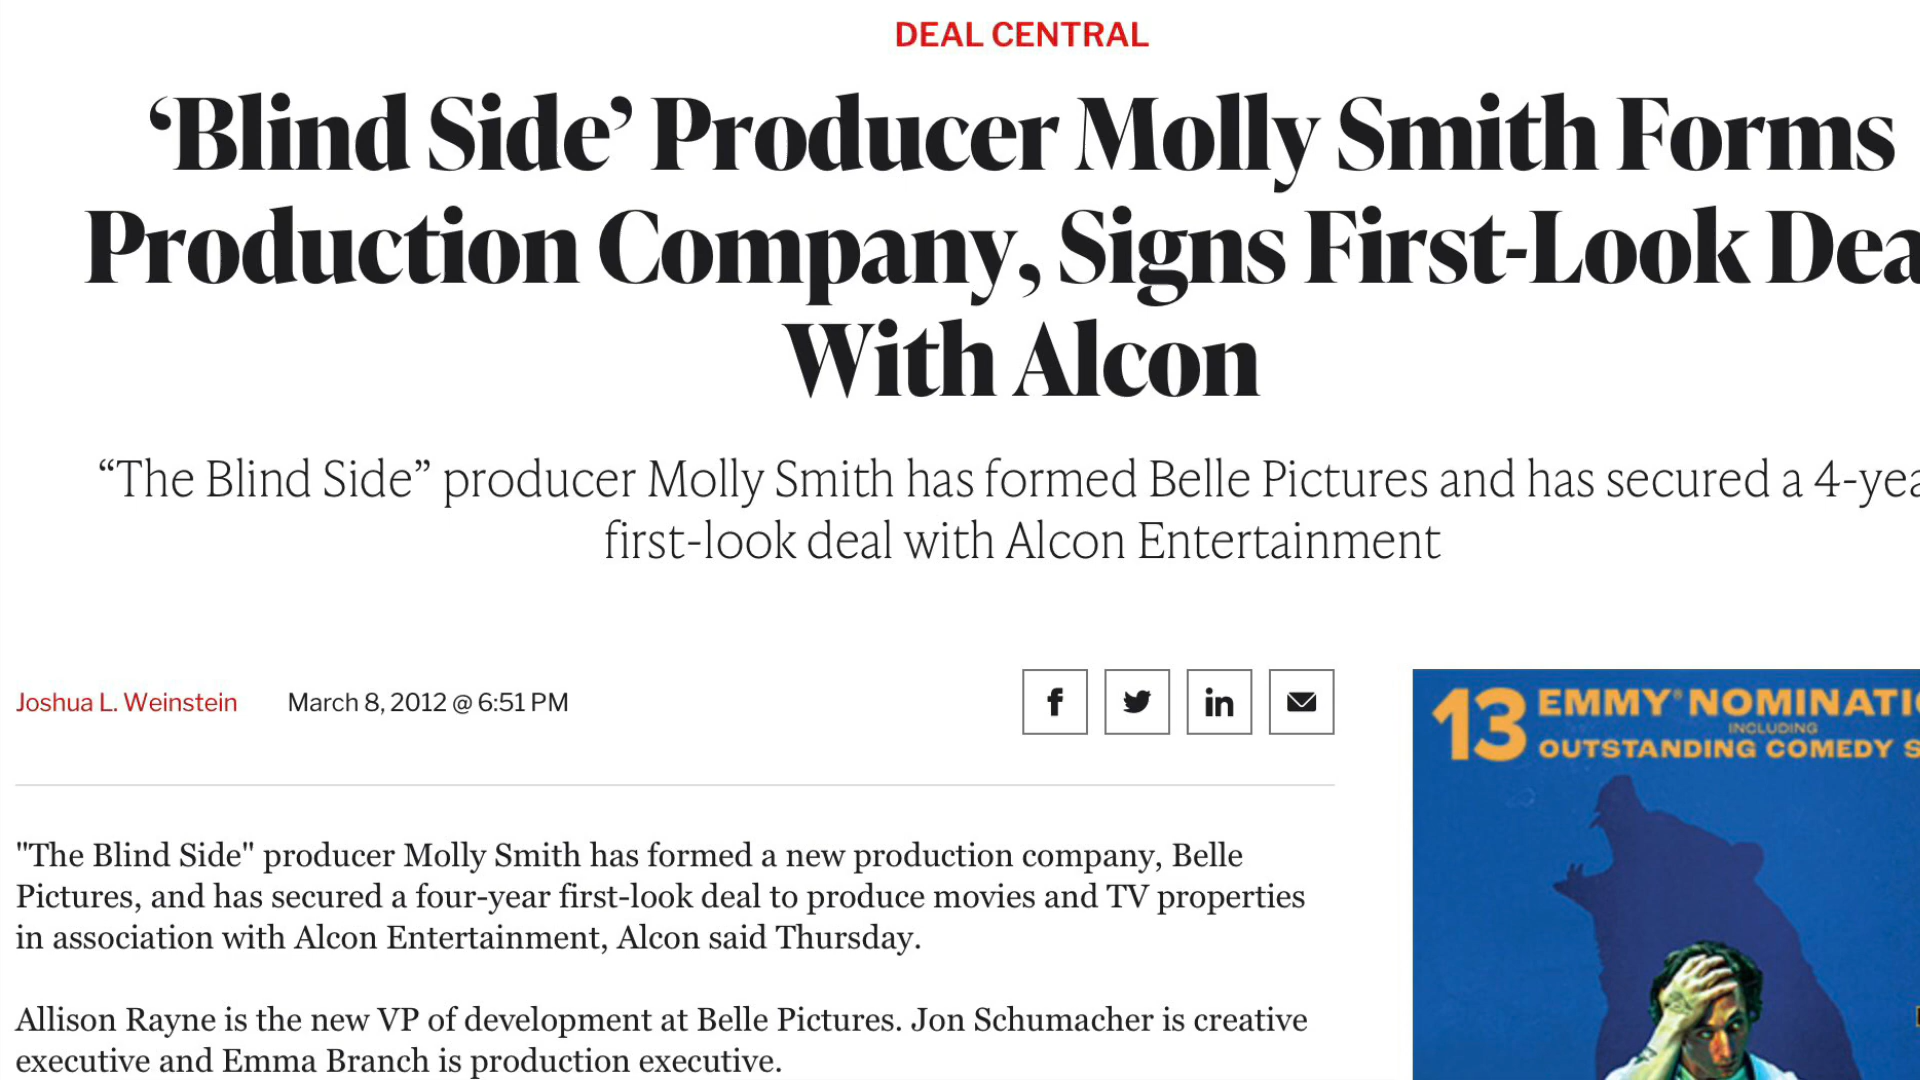 DEAL CENTRAL
‘Blind Side’ Producer Molly Smith Forms
Production Company, Signs First-Look Dea
With Alcon
“The Blind Side” producer Molly Smith has formed Belle Pictures and has secured a 4-yea
first-look deal with Alcon Entertainment
Joshua L. Weinstein March 8, 2012 @ 6:51 PM
f in
13 EMMY® NOMINATI
INCLUDING
OUTSTANDING COMEDY S
"The Blind Side" producer Molly Smith has formed a new production company, Belle
Pictures, and has secured a four-year first-look deal to produce movies and TV properties
in association with Alcon Entertainment, Alcon said Thursday.
Allison Rayne is the new VP of development at Belle Pictures. Jon Schumacher is creative
executive and Emma Branch is production executive.